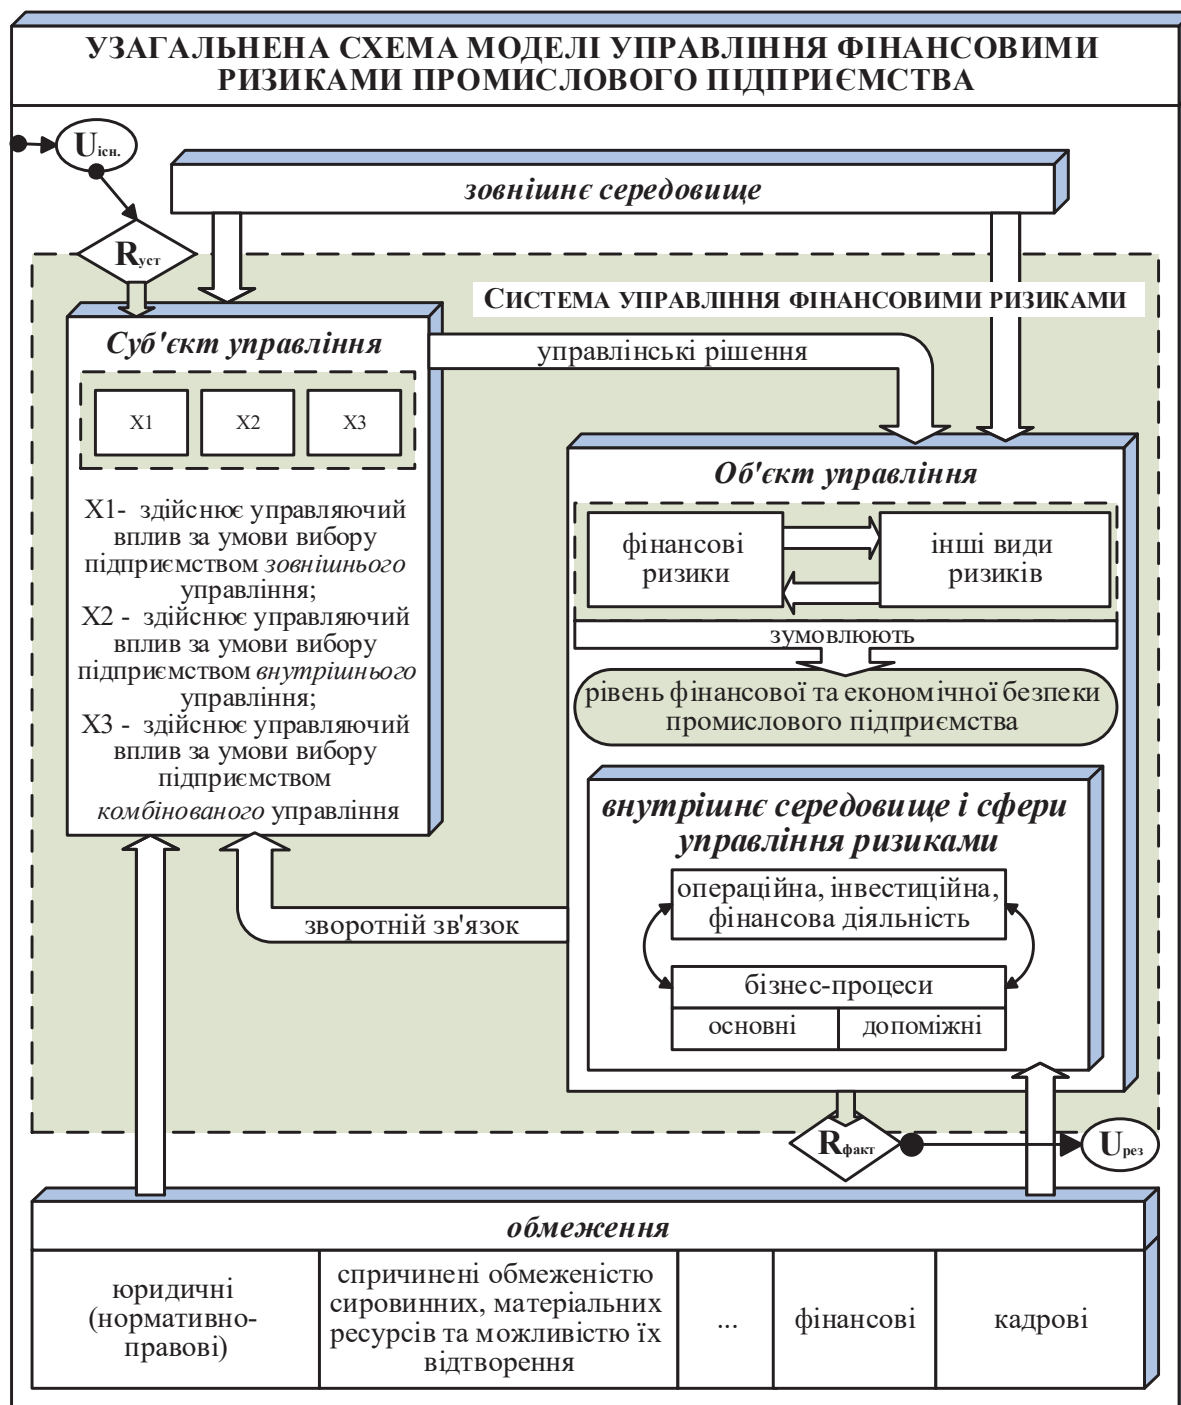 УЗАГАЛЬНЕНА СХЕМА МОДЕЛІ УПРАВЛІННЯ ФІНАНСОВИМИ
РИЗИКАМИ ПРОМИСЛОВОГО ПІДПРИЄМСТВА
Uісн.
зовнішнє середовище
Rуст
СИСТЕМА УПРАВЛІННЯ ФІНАНСОВИМИ РИЗИКАМИ
Суб'єкт управління
X1
X2
X3
X1- здійснює управляючий
вплив за умови вибору
підприємством зовнішнього
управління;
X2 - здійснює управляючий
вплив за умови вибору
підприємством внутрішнього
управління;
X3 - здійснює управляючий
вплив за умови вибору
підприємством
комбінованого управління
управлінські рішення
Об'єкт управління
фінансові
ризики
інші види
ризиків
зумовлюють
рівень фінансової та економічної безпеки
промислового підприємства
внутрішнє середовище і сфери
управління ризиками
операційна, інвестиційна,
фінансова діяльність
бізнес-процеси
основні
допоміжні
зворотній зв'язок
Rфакт
Uрез
обмеження
юридичні
(нормативно-
правові)
спричинені обмеженістю
сировинних, матеріальних
ресурсів та можливістю їх
відтворення
...
фінансові
кадрові